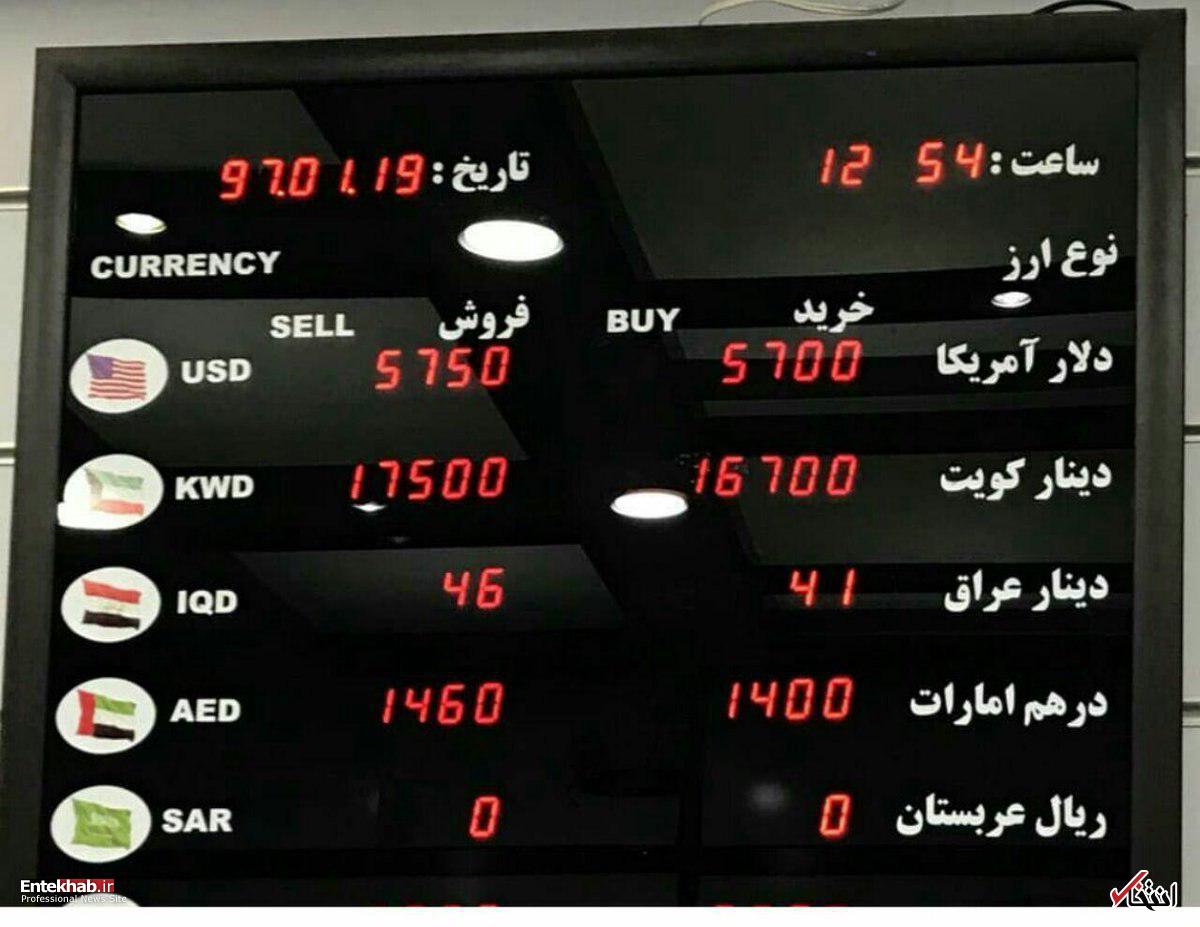 ساعت: 12 54 تاریخ: 97.01.19
نوع ارز CURRENCY
خرید BUY فروش SELL
دلار آمریکا 5700 5750 USD
دینار کویت 16700 17500 KWD
دینار عراق 41 46 IQD
درهم امارات 1400 1460 AED
ریال عربستان 0 0 SAR
Entekhab.ir
Professional News Site
انتخاب